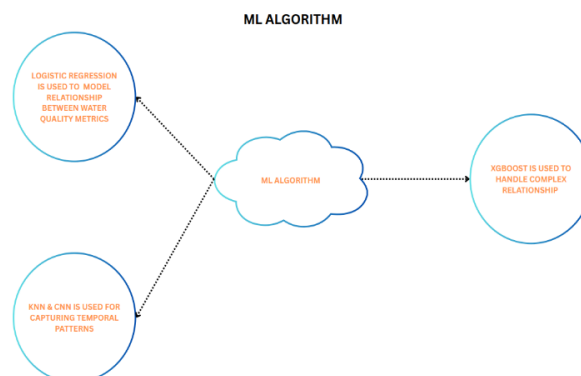 ML ALGORITHM
LOGISTIC REGRESSION
IS USED TO MODEL
RELATIONSHIP
BETWEEN WATER
QUALITY METRICS
ML ALGORITHM
XGBOOST IS USED TO
HANDLE COMPLEX
RELATIONSHIP
KNN & CNN IS USED FOR
CAPTURING TEMPORAL
PATTERNS